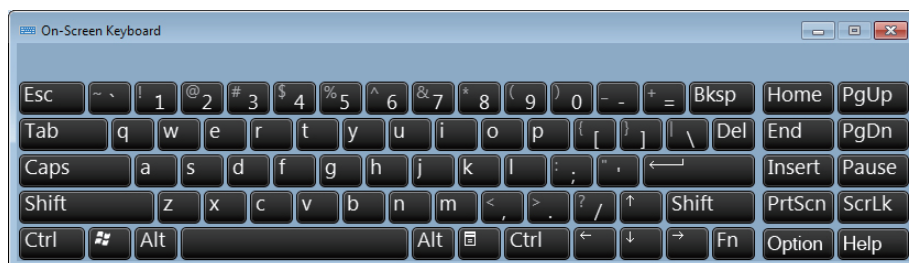 On-Screen Keyboard
Esc ~ ` ! 1 @ 2 # 3 $ 4 % 5 ^ 6 & 7 * 8 ( 9 ) 0 _ - + = Bksp Home PgUp
Tab q w e r t y u i o p { [ } ] | \ Del End PgDn
Caps a s d f g h j k l : ; " ' Insert Pause
Shift z x c v b n m < , > . ? / ↑ Shift PrtScn ScrLk
Ctrl Alt Alt Ctrl ← ↓ → Fn Option Help